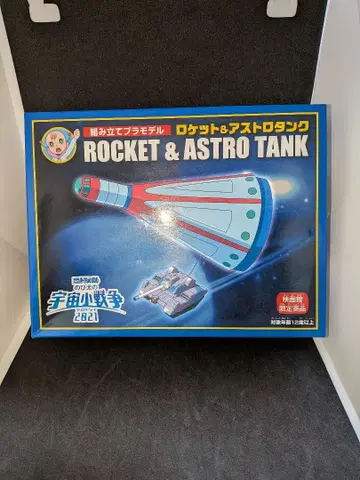 組み立てプラモデル ロケット&アストロタンク
ROCKET & ASTRO TANK
のび太の
宇宙小戦争
2021
映画館
限定商品
対象年齢15歳以上